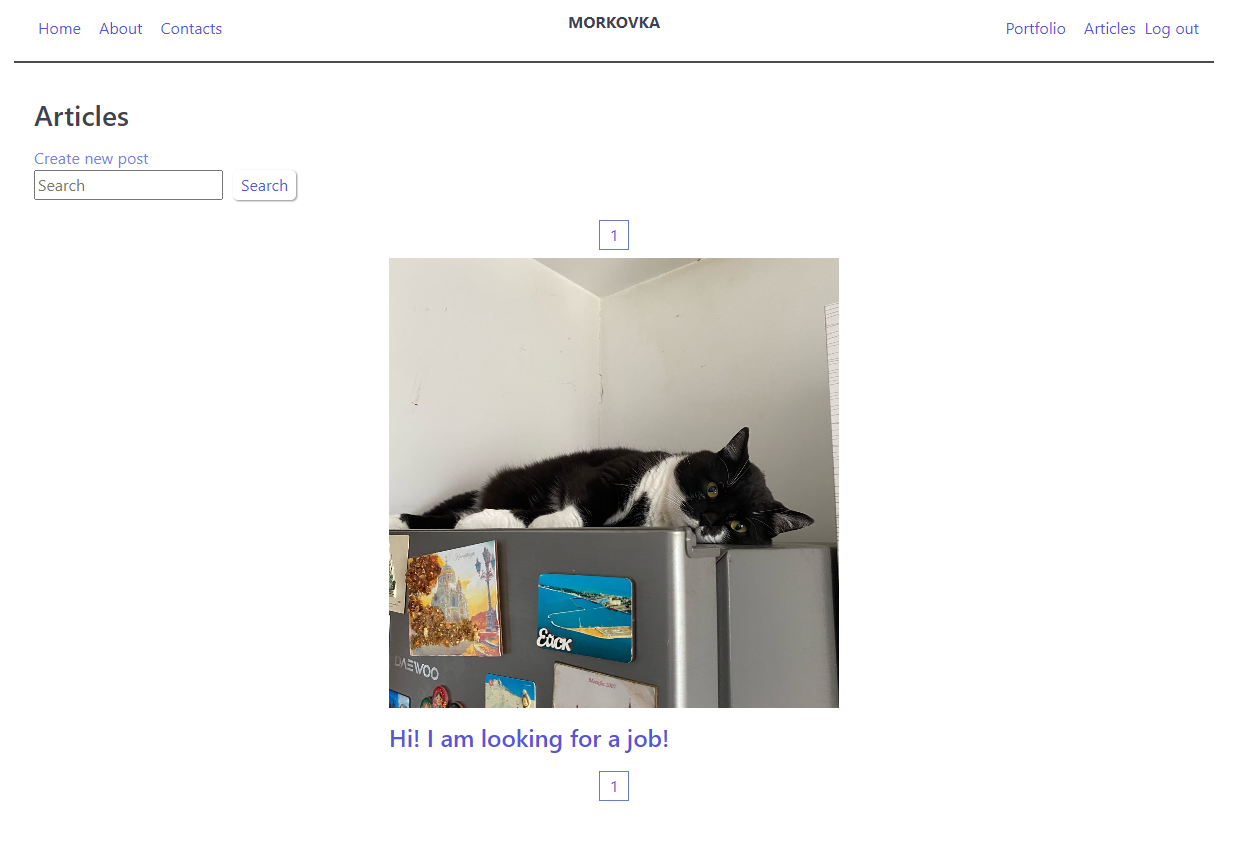 Home About Contacts MORKOVKA Portfolio Articles Log out
Articles
Create new post
Search Search
1
Ейск
DAEWOO
1
Hi! I am looking for a job!
1